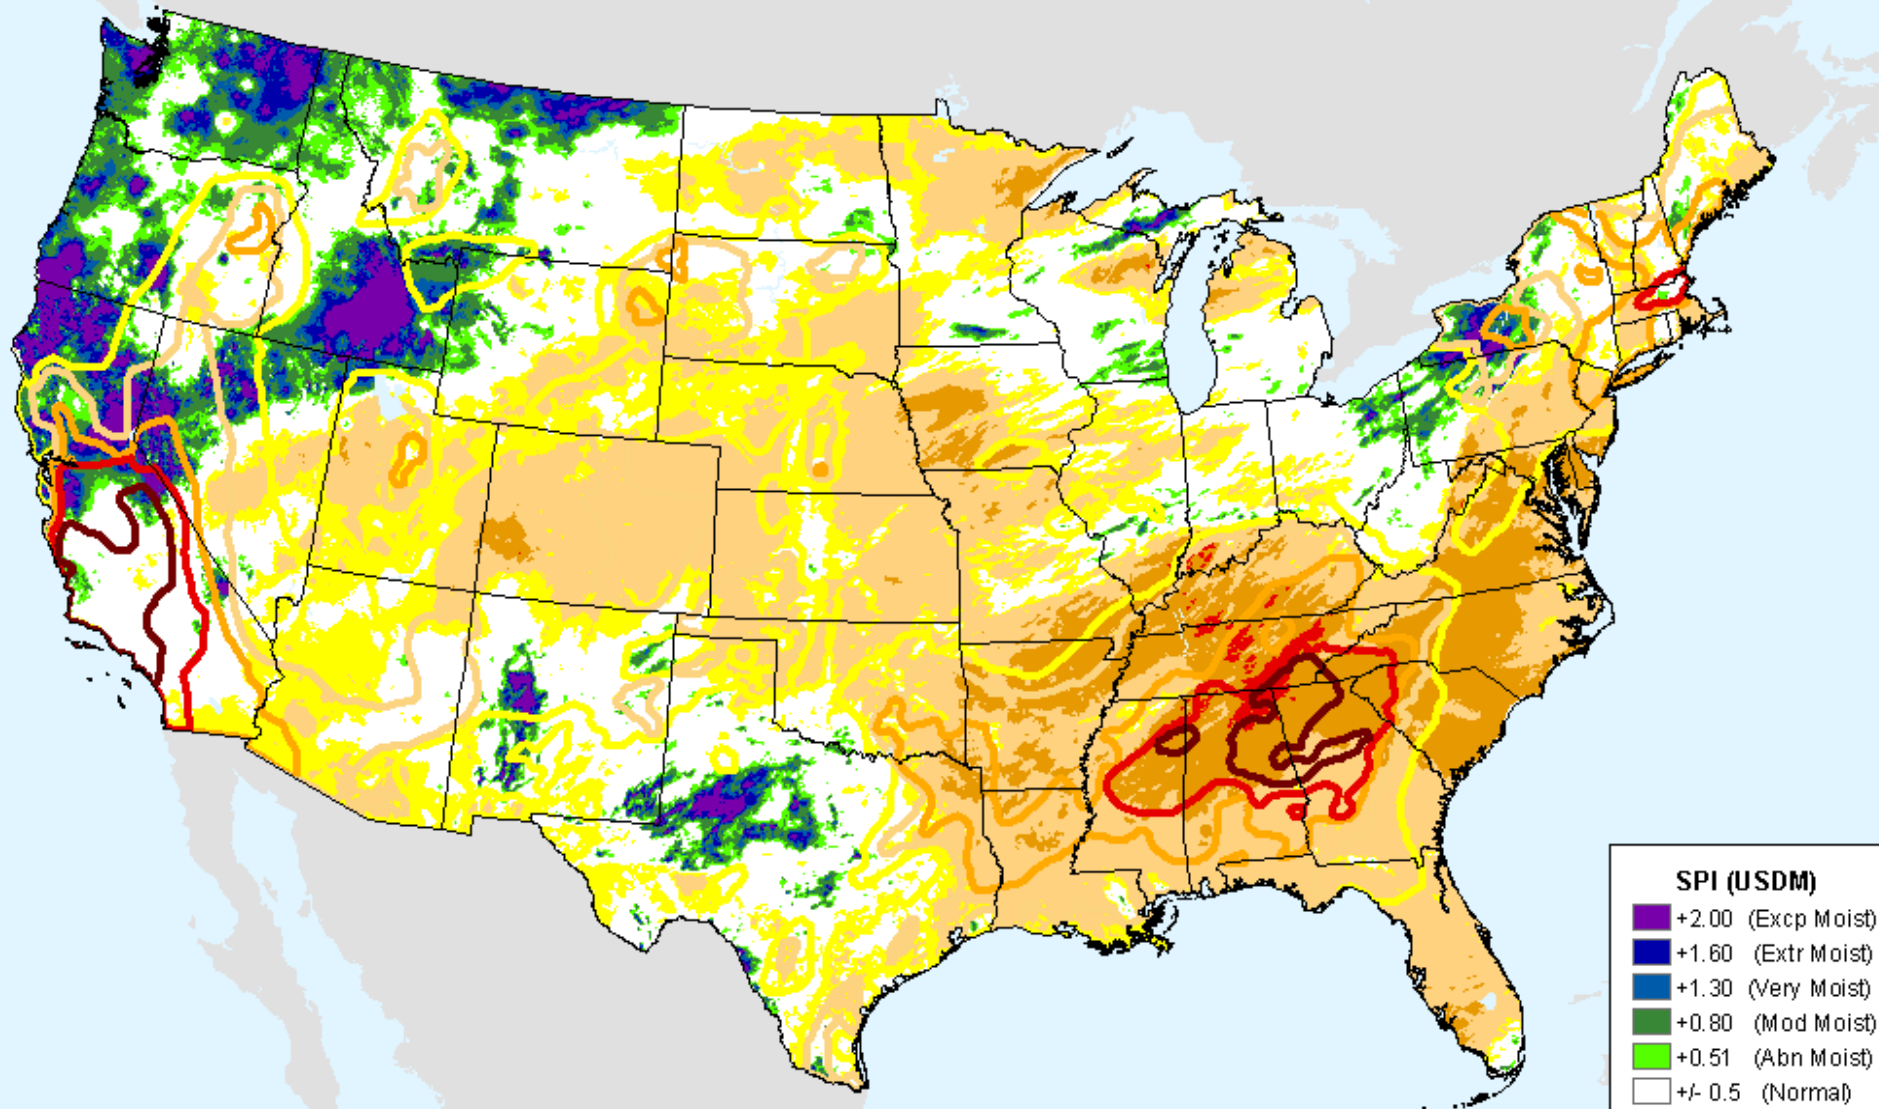 SPI (USDM)
+2.00 (Excp Moist)
+1.60 (Extr Moist)
+1.30 (Very Moist)
+0.80 (Mod Moist)
+0.51 (Abn Moist)
+/- 0.5 (Normal)